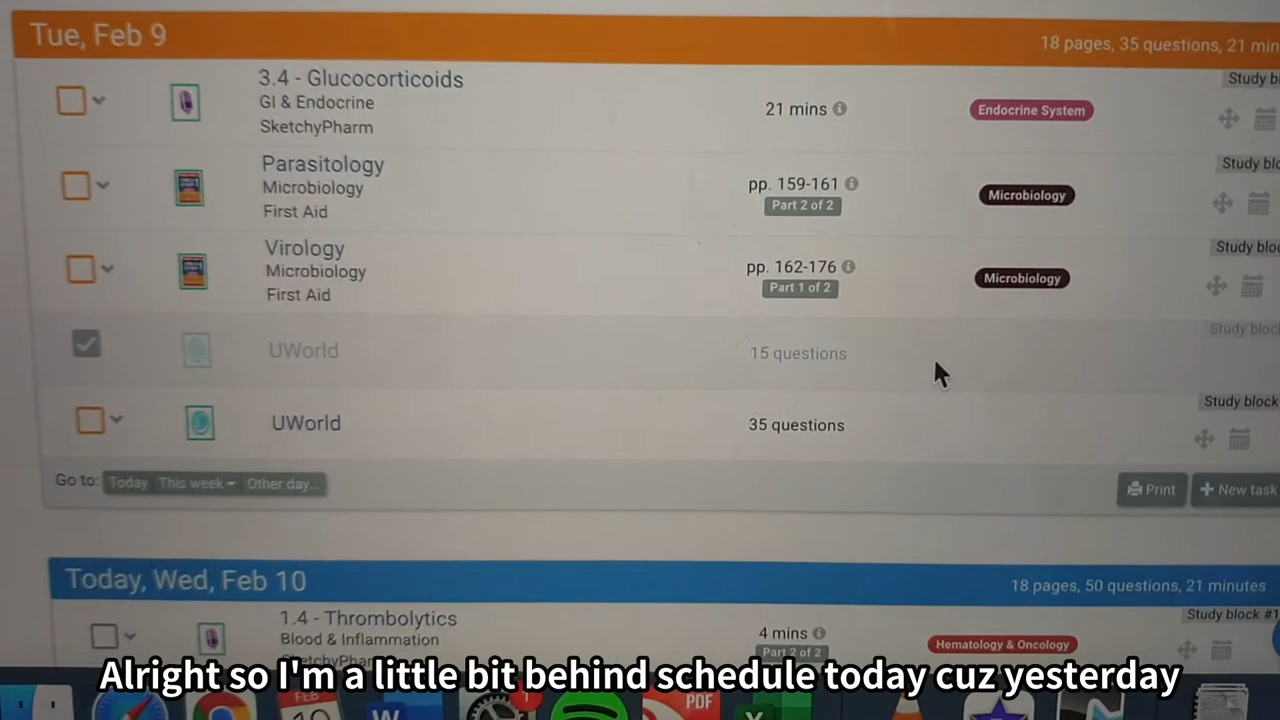 Tue, Feb 9
18 pages, 35 questions, 21 min
3.4 - Glucocorticoids
GI & Endocrine
SketchyPharm
21 mins
Endocrine System
Study bl
Parasitology
Microbiology
First Aid
pp. 159-161
Part 2 of 2
Microbiology
Study blo
Virology
Microbiology
First Aid
pp. 162-176
Part 1 of 2
Microbiology
Study bloc
UWorld
15 questions
Study block
UWorld
35 questions
Study block
Go to: Today This week Other day...
Print
+ New task
Today, Wed, Feb 10
18 pages, 50 questions, 21 minutes
1.4 - Thrombolytics
Blood & Inflammation
SketchyPhar
4 mins
Part 2 of 2
Hematology & Oncology
Study block #1
Alright so I'm a little bit behind schedule today cuz yesterday
FEB
W
1
PDF
X